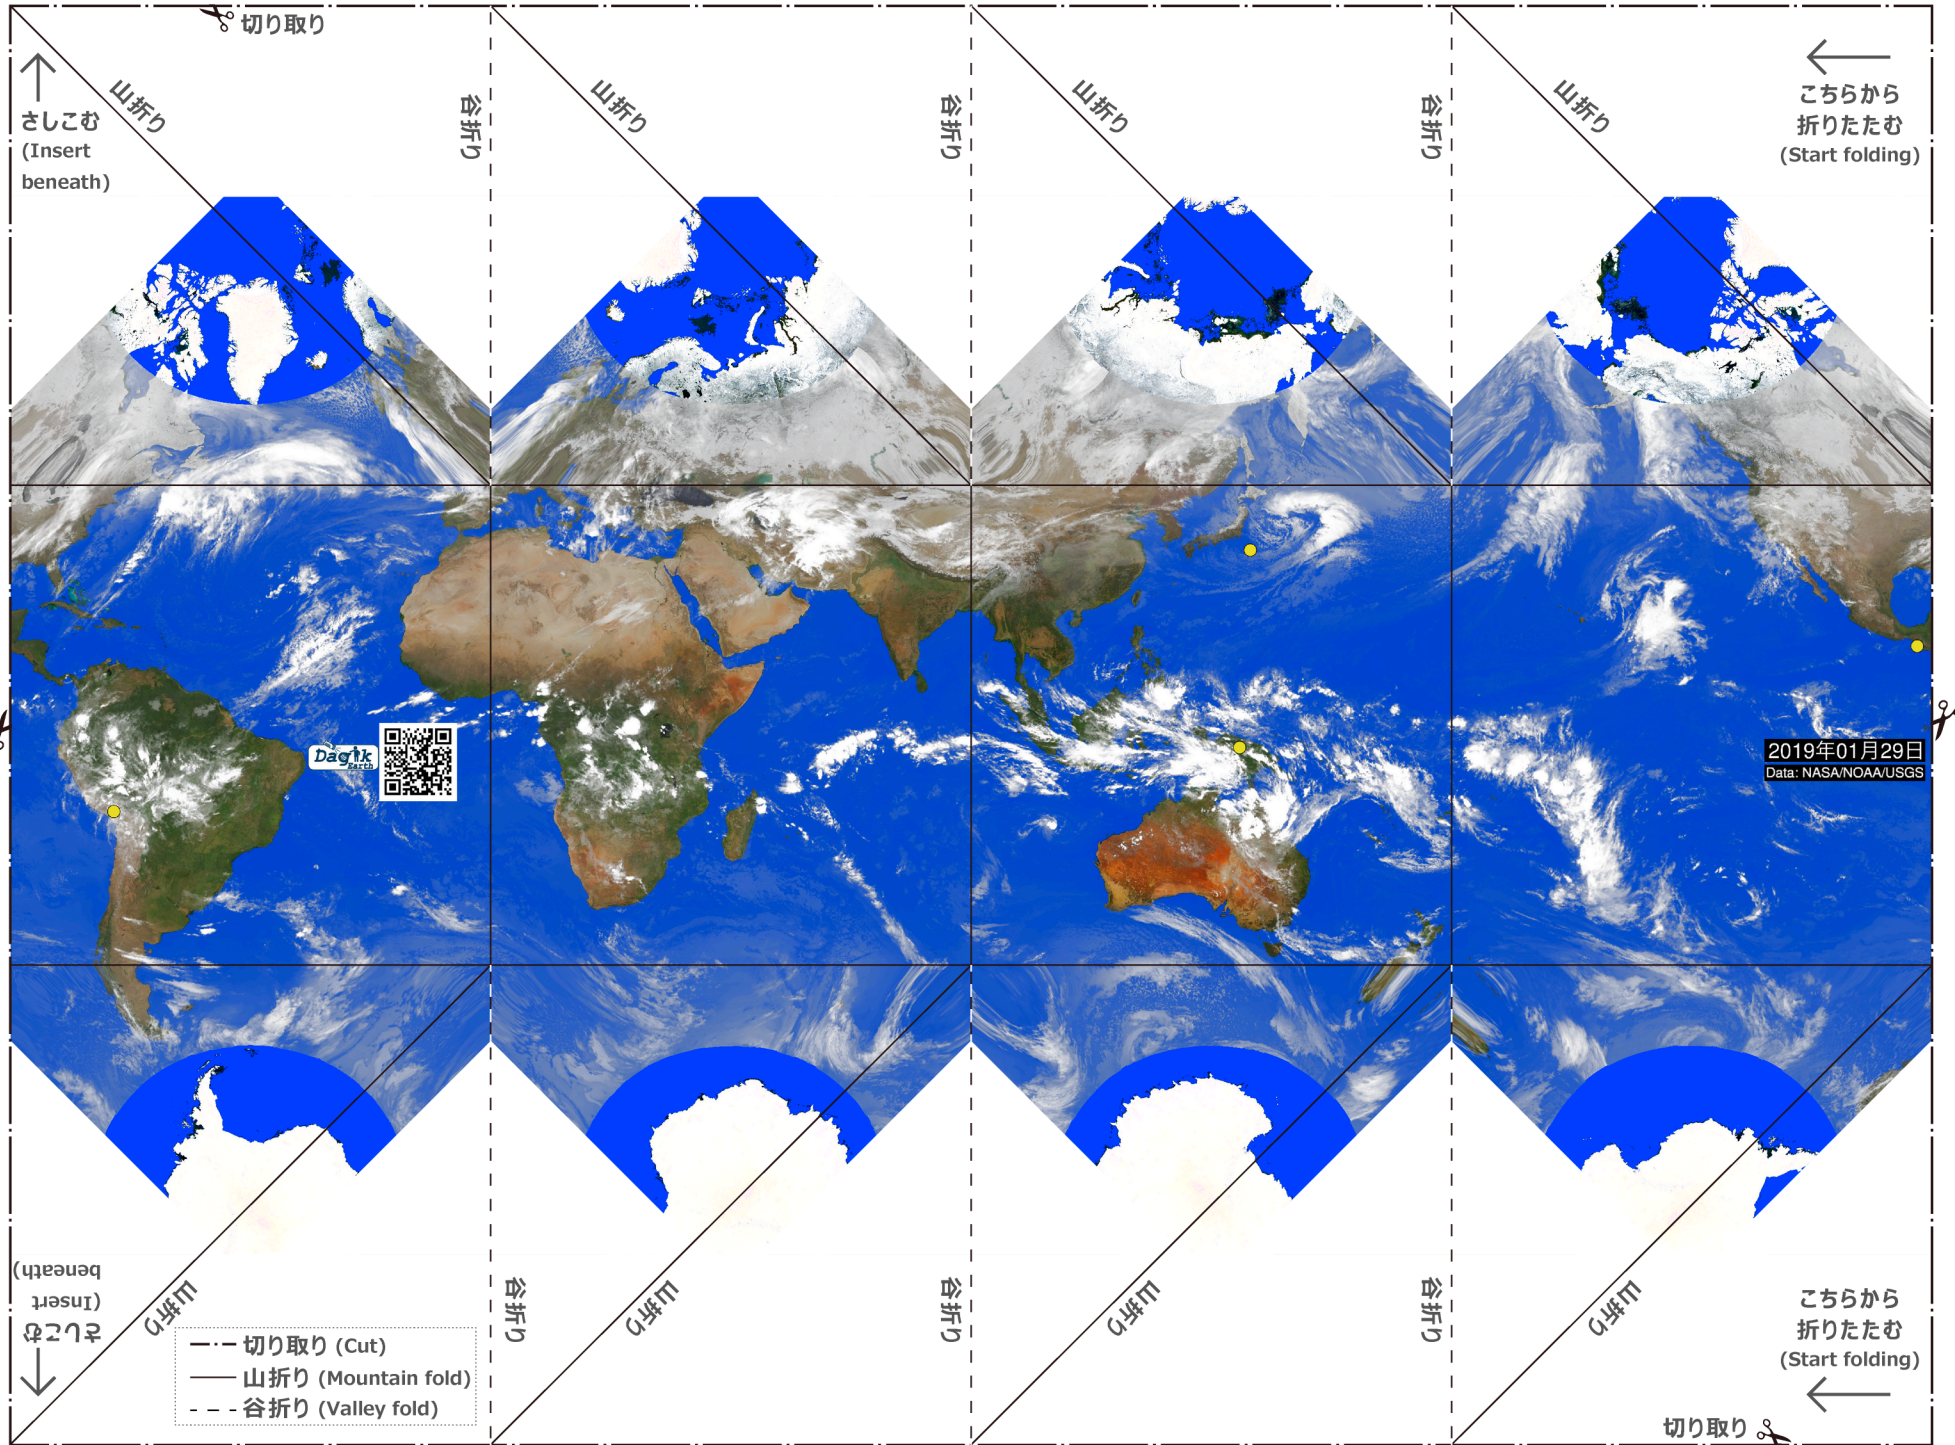 切り取り
さしこむ
(Insert
beneath)
山折り
谷折り
山折り
谷折り
山折り
谷折り
山折り
こちらから
折りたたむ
(Start folding)
Dagik
Earth
2019年01月29日
Data: NASA/NOAA/USGS
さしこむ
(Insert
beneath)
山折り
谷折り
山折り
谷折り
山折り
谷折り
山折り
こちらから
折りたたむ
(Start folding)
切り取り (Cut)
山折り (Mountain fold)
谷折り (Valley fold)
切り取り